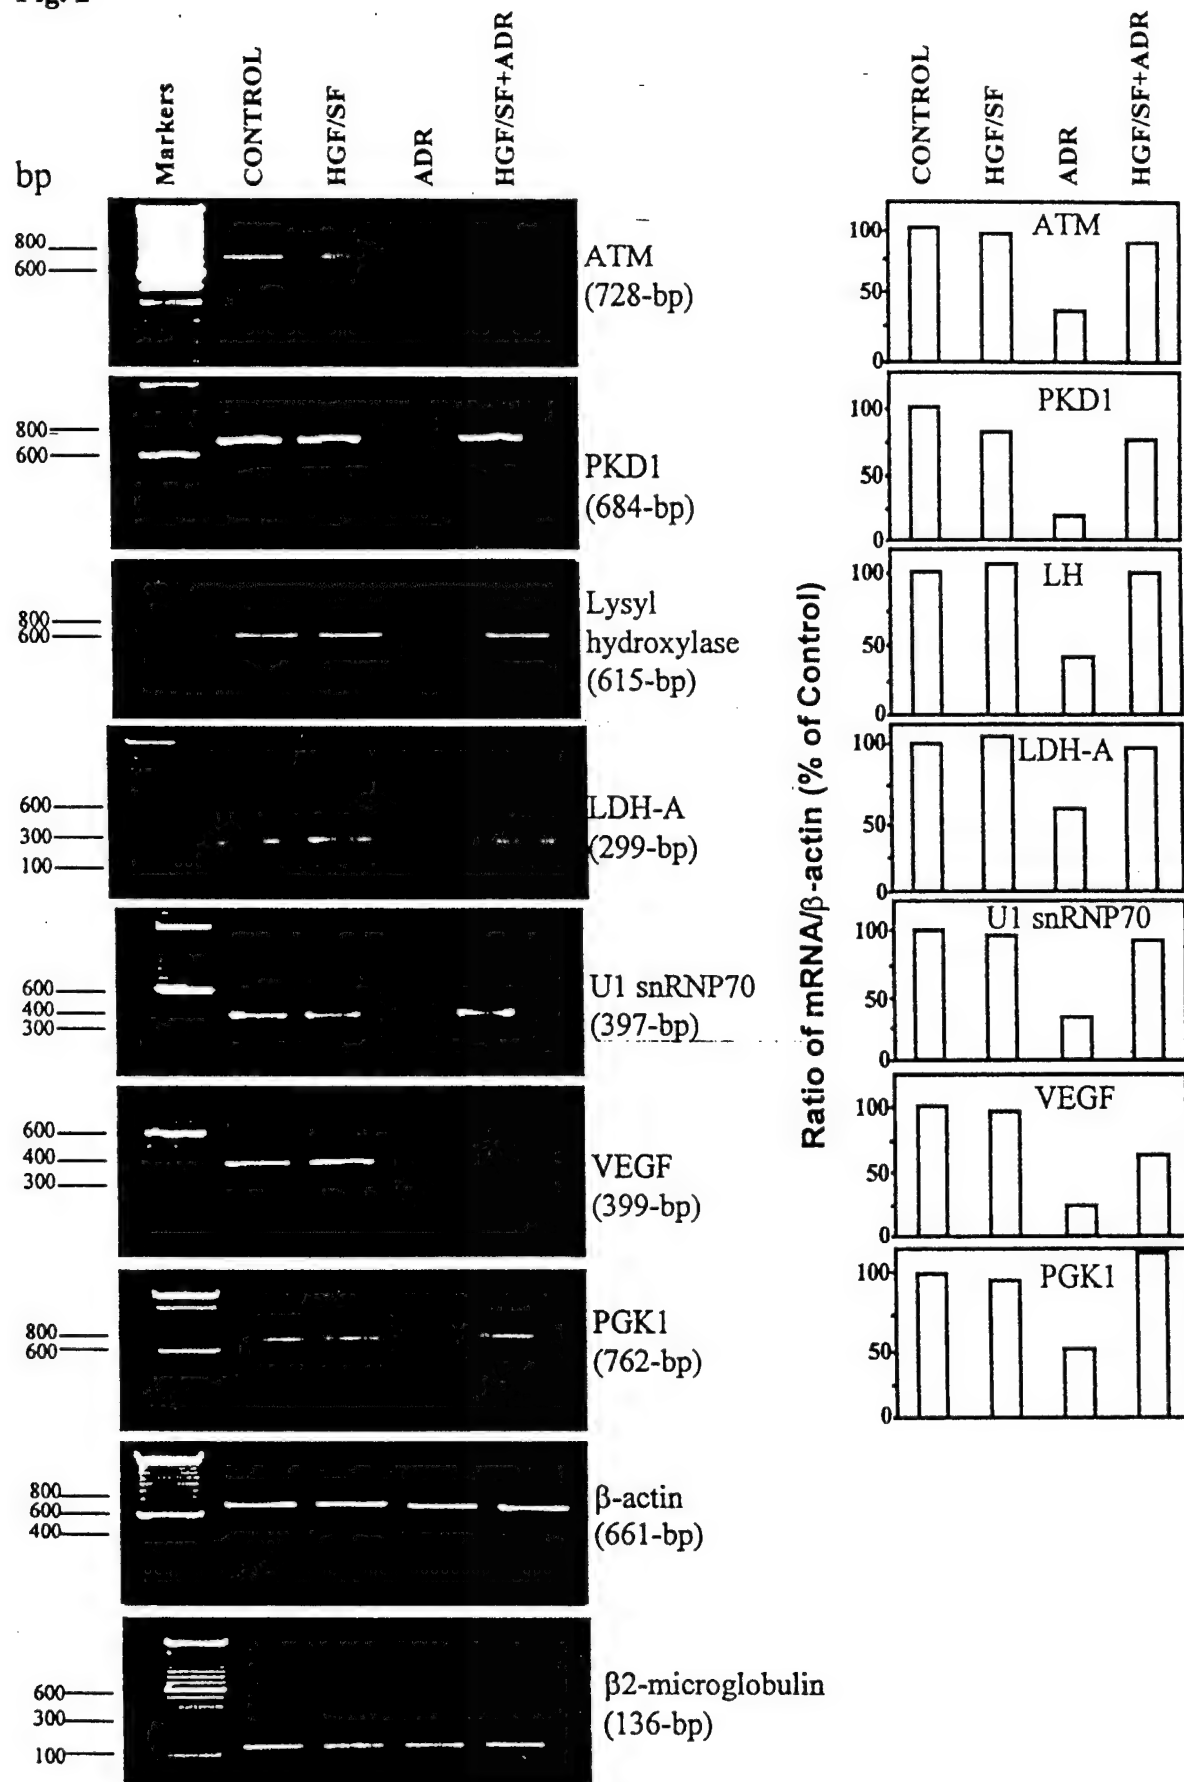 bp
Markers
CONTROL
HGF/SF
ADR
HGF/SF+ADR
800
600
ATM
(728-bp)
800
600
PKD1
(684-bp)
800
600
Lysyl
hydroxylase
(615-bp)
600
300
100
LDH-A
(299-bp)
600
400
300
U1 snRNP70
(397-bp)
600
400
300
VEGF
(399-bp)
800
600
PGK1
(762-bp)
800
600
400
β-actin
(661-bp)
600
300
100
β2-microglobulin
(136-bp)
CONTROL
HGF/SF
ADR
HGF/SF+ADR
Ratio of mRNA/β-actin (% of Control)
ATM
100
50
0
PKD1
100
50
0
LH
100
50
0
LDH-A
100
50
0
U1 snRNP70
100
50
0
VEGF
100
50
0
PGK1
100
50
0